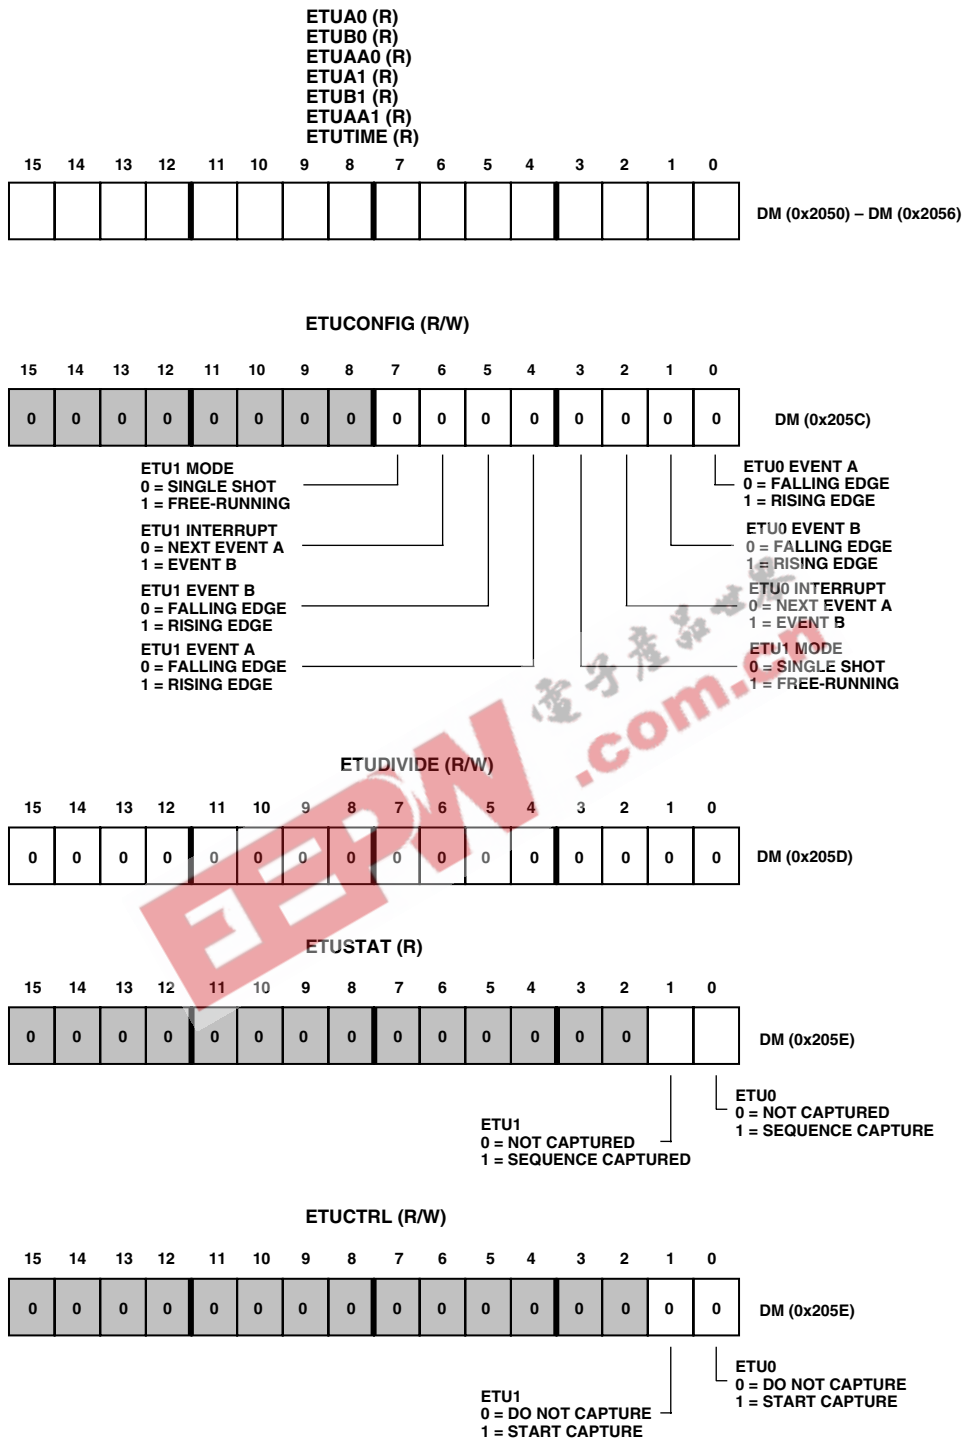 ETUA0 (R)
ETUB0 (R)
ETUAA0 (R)
ETUA1 (R)
ETUB1 (R)
ETUAA1 (R)
ETUTIME (R)
15 14 13 12 11 10 9 8 7 6 5 4 3 2 1 0
DM (0x2050) – DM (0x2056)
ETUCONFIG (R/W)
15 14 13 12 11 10 9 8 7 6 5 4 3 2 1 0
0 0 0 0 0 0 0 0 0 0 0 0 0 0 0 0
DM (0x205C)
ETU1 MODE
0 = SINGLE SHOT
1 = FREE-RUNNING
ETU1 INTERRUPT
0 = NEXT EVENT A
1 = EVENT B
ETU1 EVENT B
0 = FALLING EDGE
1 = RISING EDGE
ETU1 EVENT A
0 = FALLING EDGE
1 = RISING EDGE
ETU0 EVENT A
0 = FALLING EDGE
1 = RISING EDGE
ETU0 EVENT B
0 = FALLING EDGE
1 = RISING EDGE
ETU0 INTERRUPT
0 = NEXT EVENT A
1 = EVENT B
ETU1 MODE
0 = SINGLE SHOT
1 = FREE-RUNNING
電子產品世界
EEPW.com.cn
ETUDIVIDE (R/W)
15 14 13 12 11 10 9 8 7 6 5 4 3 2 1 0
0 0 0 0 0 0 0 0 0 0 0 0 0 0 0 0
DM (0x205D)
ETUSTAT (R)
15 14 13 12 11 10 9 8 7 6 5 4 3 2 1 0
0 0 0 0 0 0 0 0 0 0 0 0 0 0
DM (0x205E)
ETU1
0 = NOT CAPTURED
1 = SEQUENCE CAPTURED
ETU0
0 = NOT CAPTURED
1 = SEQUENCE CAPTURE
ETUCTRL (R/W)
15 14 13 12 11 10 9 8 7 6 5 4 3 2 1 0
0 0 0 0 0 0 0 0 0 0 0 0 0 0 0 0
DM (0x205E)
ETU1
0 = DO NOT CAPTURE
1 = START CAPTURE
ETU0
0 = DO NOT CAPTURE
1 = START CAPTURE